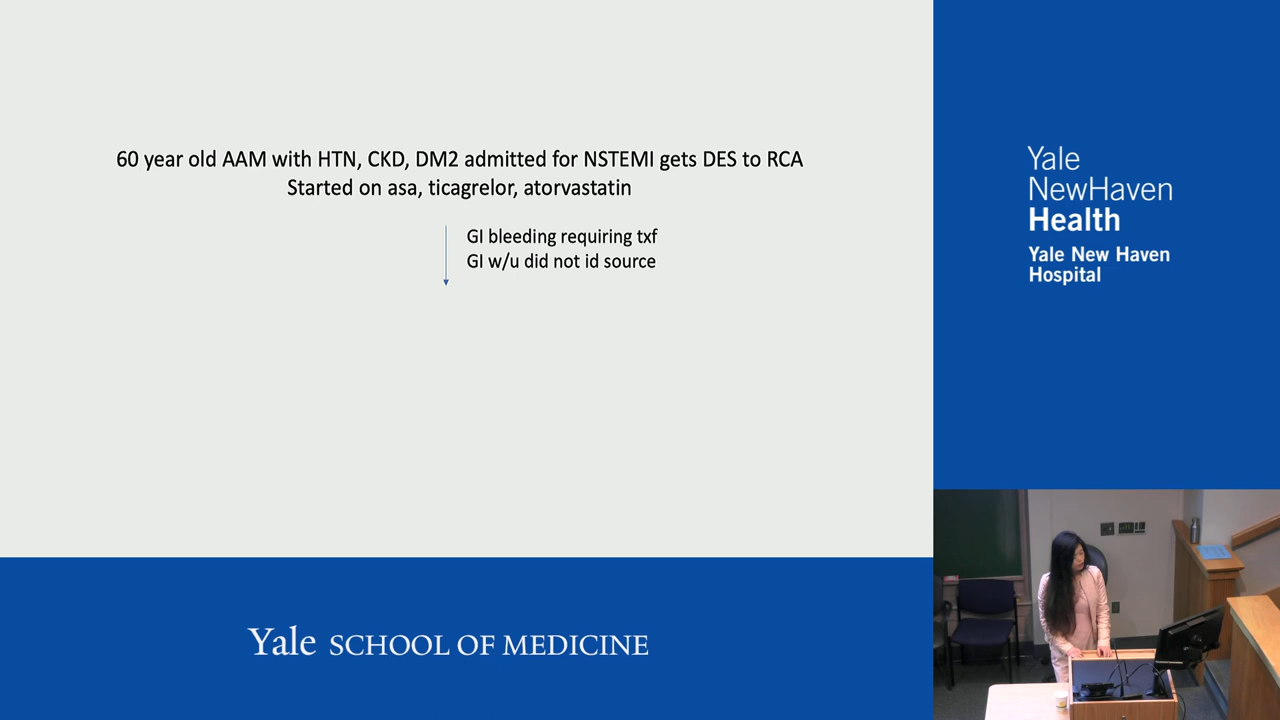 60 year old AAM with HTN, CKD, DM2 admitted for NSTEMI gets DES to RCA
Started on asa, ticagrelor, atorvastatin
GI bleeding requiring txf
GI w/u did not id source
Yale
NewHaven
Health
Yale New Haven
Hospital
Yale SCHOOL OF MEDICINE